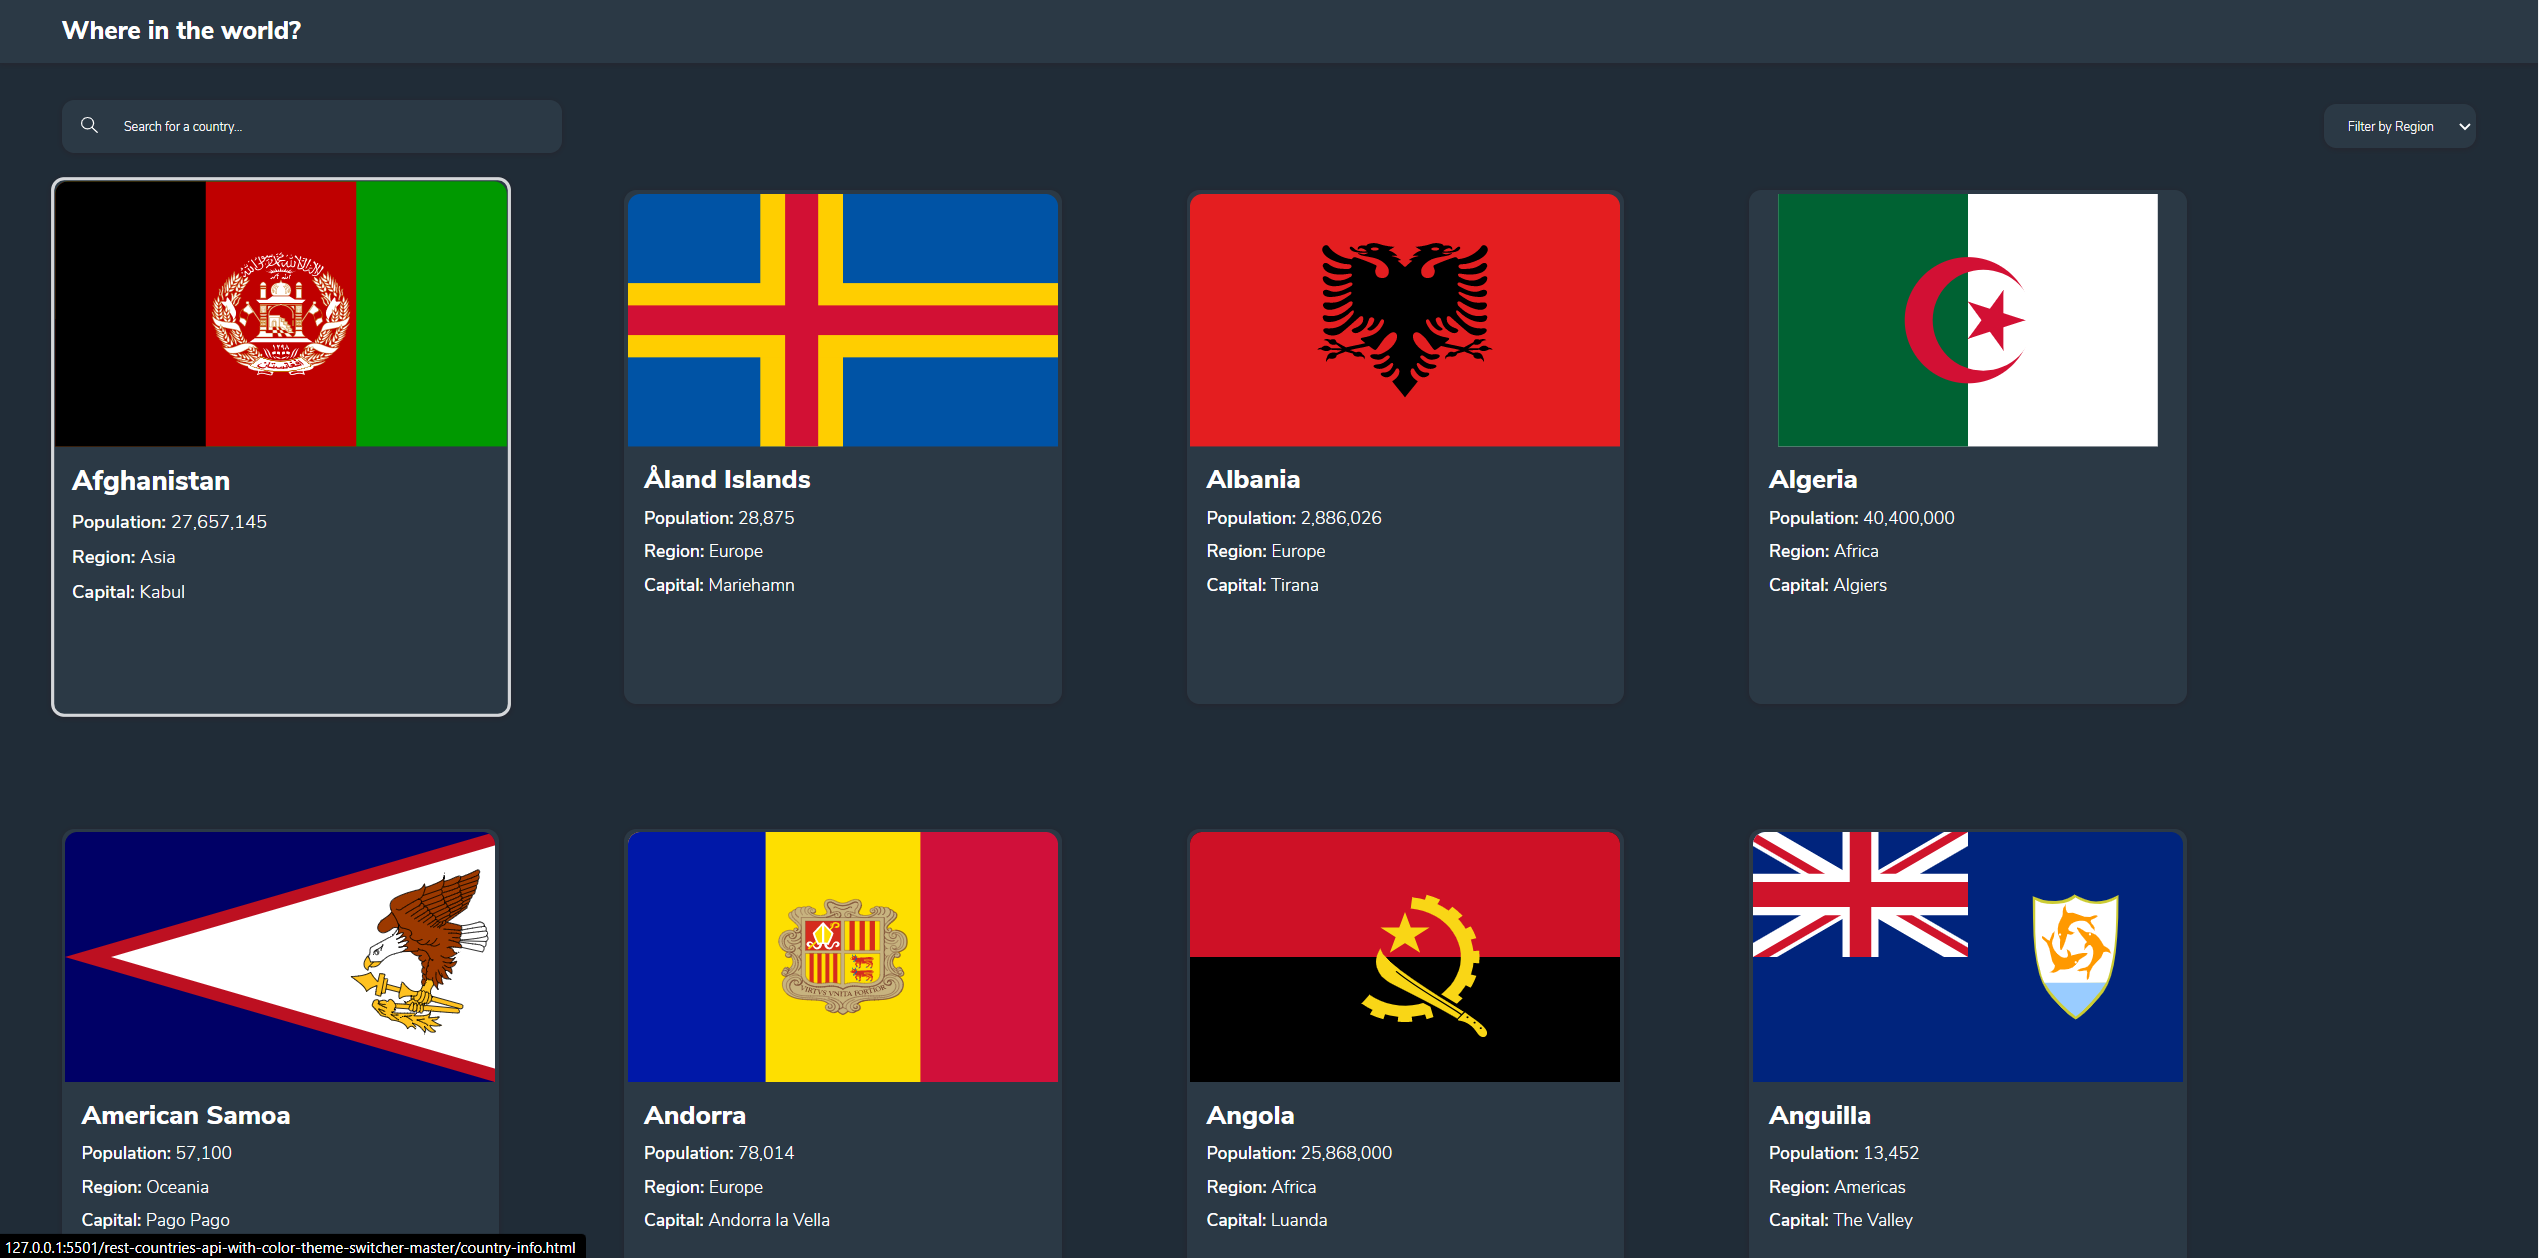 Where in the world?
Search for a country...
Filter by Region
Afghanistan
Population: 27,657,145
Region: Asia
Capital: Kabul
Åland Islands
Population: 28,875
Region: Europe
Capital: Mariehamn
Albania
Population: 2,886,026
Region: Europe
Capital: Tirana
Algeria
Population: 40,400,000
Region: Africa
Capital: Algiers
American Samoa
Population: 57,100
Region: Oceania
Capital: Pago Pago
VIRTVS VNITA FORTIOR
Andorra
Population: 78,014
Region: Europe
Capital: Andorra la Vella
Angola
Population: 25,868,000
Region: Africa
Capital: Luanda
Anguilla
Population: 13,452
Region: Americas
Capital: The Valley
127.0.0.1:5501/rest-countries-api-with-color-theme-switcher-master/country-info.html